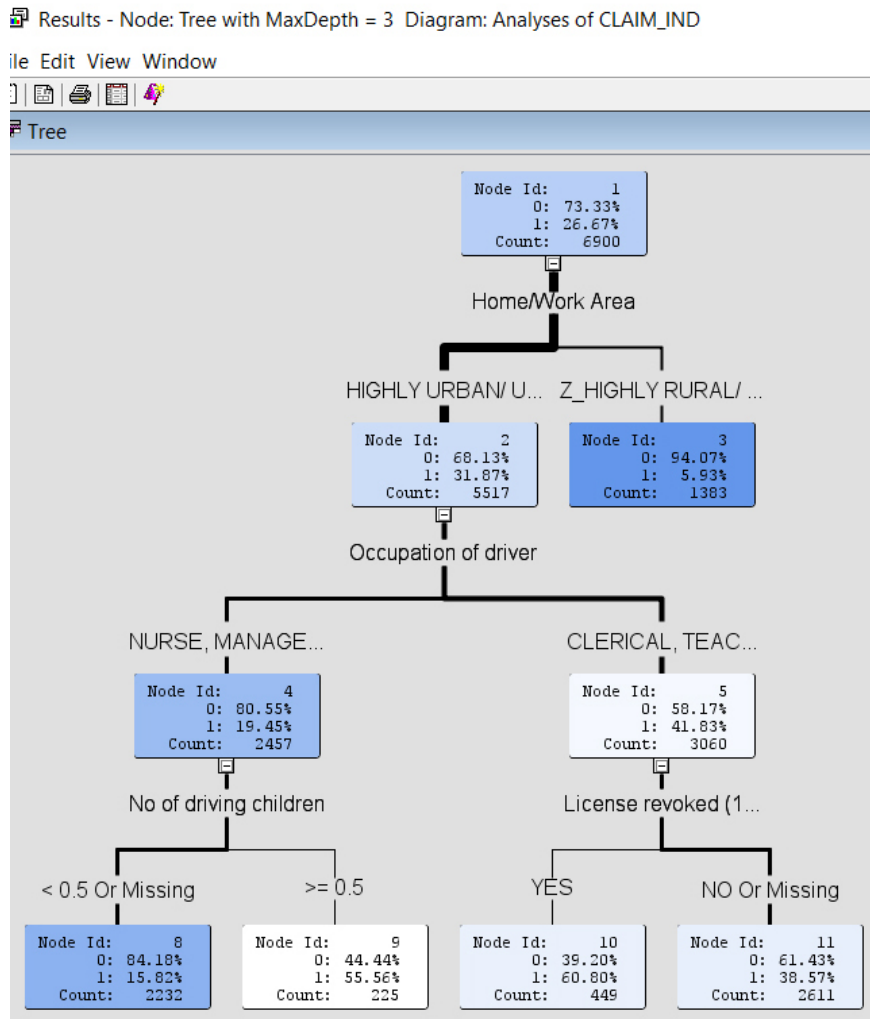 Results - Node: Tree with MaxDepth = 3 Diagram: Analyses of CLAIM_IND
ile Edit View Window
Tree
Node Id: 1
0: 73.33%
1: 26.67%
Count: 6900
Home/Work Area
HIGHLY URBAN/ U... Z_HIGHLY RURAL/ ...
Node Id: 2
0: 68.13%
1: 31.87%
Count: 5517
Node Id: 3
0: 94.07%
1: 5.93%
Count: 1383
Occupation of driver
NURSE, MANAGE... CLERICAL, TEAC...
Node Id: 4
0: 80.55%
1: 19.45%
Count: 2457
Node Id: 5
0: 58.17%
1: 41.83%
Count: 3060
No of driving children License revoked (1...
< 0.5 Or Missing >= 0.5 YES NO Or Missing
Node Id: 8
0: 84.18%
1: 15.82%
Count: 2232
Node Id: 9
0: 44.44%
1: 55.56%
Count: 225
Node Id: 10
0: 39.20%
1: 60.80%
Count: 449
Node Id: 11
0: 61.43%
1: 38.57%
Count: 2611